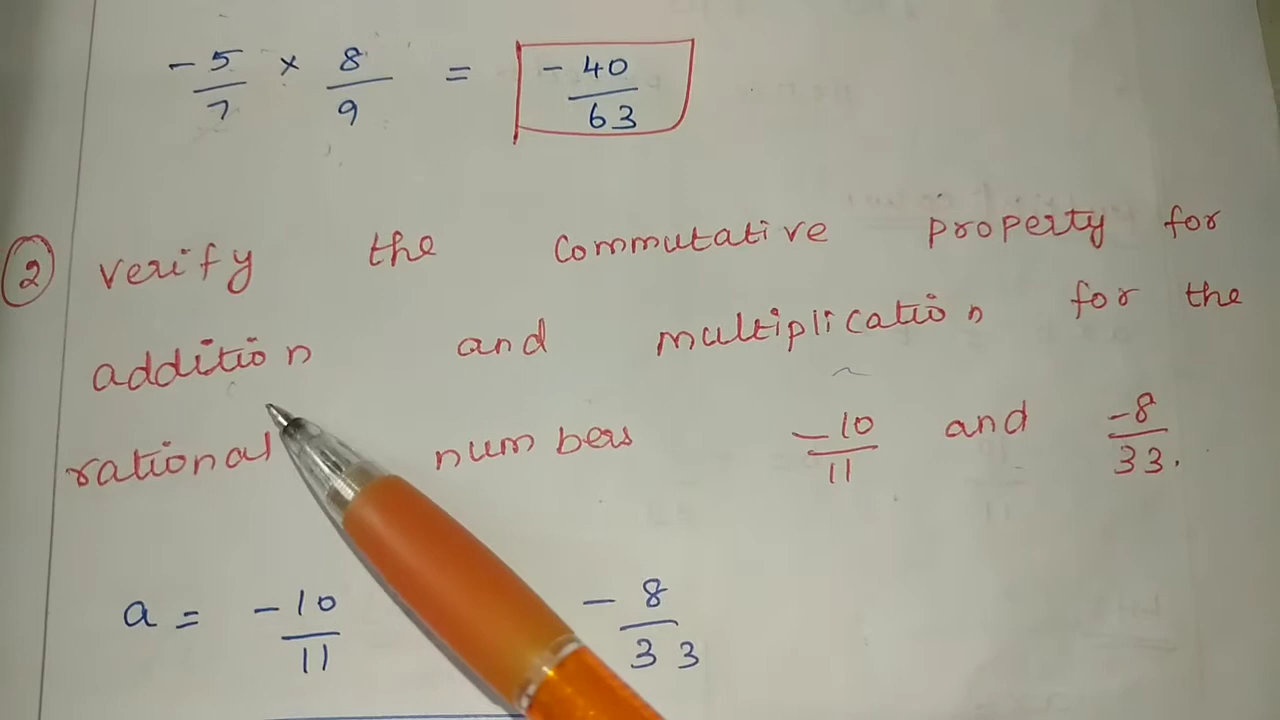 -5/7 × 8/9 = -40/63
② verify the commutative property for
addition and multiplication for the
rational numbers -10/11 and -8/33.
a = -10/11 -8/33